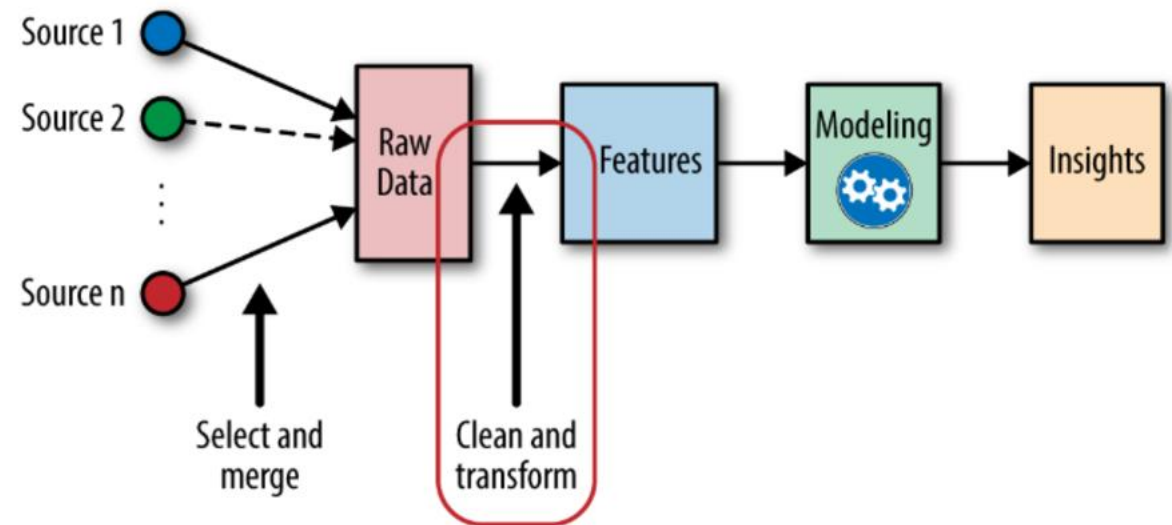 Source 1
Source 2
Source n
Raw
Data
Features
Modeling
Insights
Select and
merge
Clean and
transform